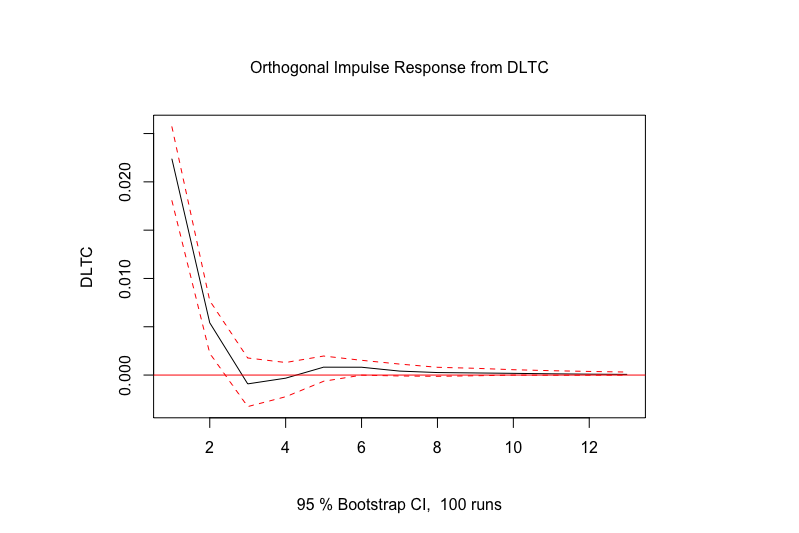 Orthogonal Impulse Response from DLTC
DLTC
0.020
0.010
0.000
2 4 6 8 10 12
95 % Bootstrap CI,  100 runs